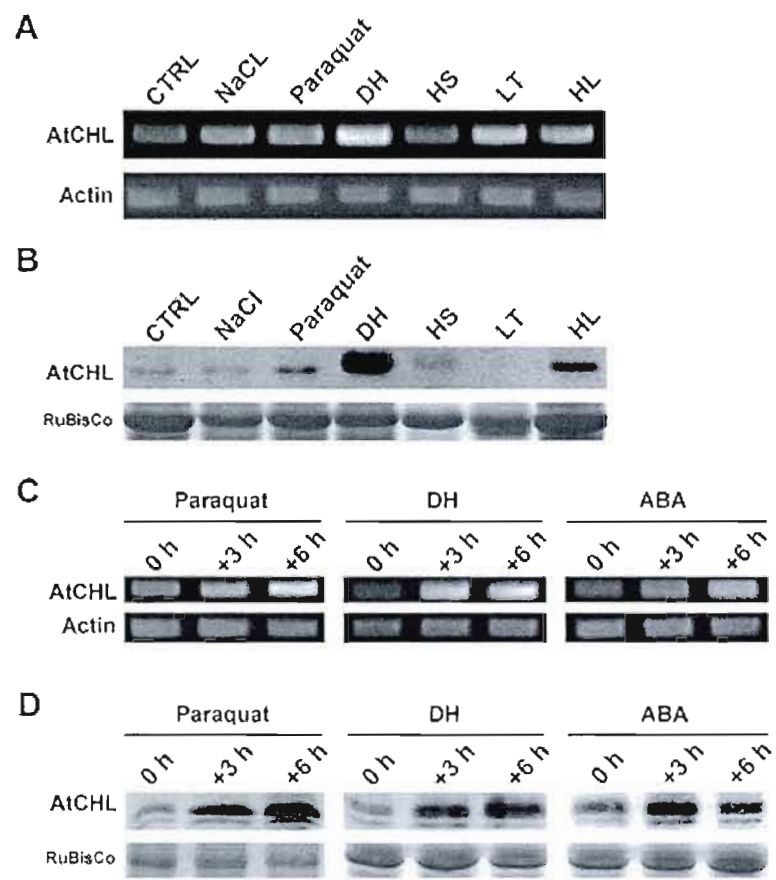 A
CTRL NaCL Paraquat DH HS LT HL
AtCHL
Actin
B
CTRL NaCl Paraquat DH HS LT HL
AtCHL
RuBisCo
C
Paraquat DH ABA
0 h +3 h +6 h 0 h +3 h +6 h 0 h +3 h +6 h
AtCHL
Actin
D
Paraquat DH ABA
0 h +3 h +6 h 0 h +3 h +6 h 0 h +3 h +6 h
AtCHL
RuBisCo